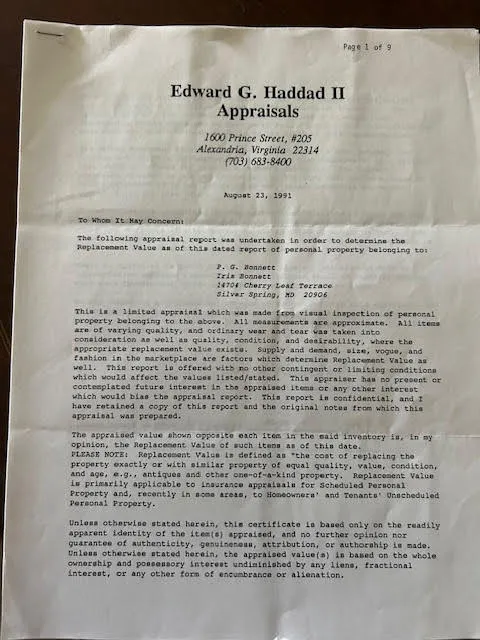 Page 1 of 9
Edward G. Haddad II
Appraisals
1600 Prince Street, #205
Alexandria, Virginia 22314
(703) 683-8400
August 23, 1991
To Whom It May Concern:
The following appraisal report was undertaken in order to determine the
Replacement Value as of this dated report of personal property belonging to:
P. G. Bonnett
Iris Bonnett
14704 Cherry Leaf Terrace
Silver Spring, MD 20906
This is a limited appraisal which was made from visual inspection of personal
property belonging to the above. All measurements are approximate. All items
are of varying quality, and ordinary wear and tear was taken into
consideration as well as quality, condition, and desirability, where the
appropriate replacement value exists. Supply and demand, size, vogue, and
fashion in the marketplace are factors which determine Replacement Value as
well. This report is offered with no other contingent or limiting conditions
which would affect the values listed/stated. This appraiser has no present or
contemplated future interest in the appraised items or any other interest
which would bias the appraisal report. This report is confidential, and I
have retained a copy of this report and the original notes from which this
appraisal was prepared.
The appraised value shown opposite each item in the said inventory is, in my
opinion, the Replacement Value of such items as of this date.
PLEASE NOTE: Replacement Value is defined as "the cost of replacing the
property exactly or with similar property of equal quality, value, condition,
and age, e.g., antiques and other one-of-a-kind property. Replacement Value
is primarily applicable to insurance appraisals for Scheduled Personal
Property and, recently in some areas, to Homeowners' and Tenants' Unscheduled
Personal Property.
Unless otherwise stated herein, this certificate is based only on the readily
apparent identity of the item(s) appraised, and no further opinion nor
guarantee of authenticity, genuineness, attribution, or authorship is made.
Unless otherwise stated herein, the appraised value(s) is based on the whole
ownership and possessory interest undiminished by any liens, fractional
interest, or any other form of encumbrance or alienation.